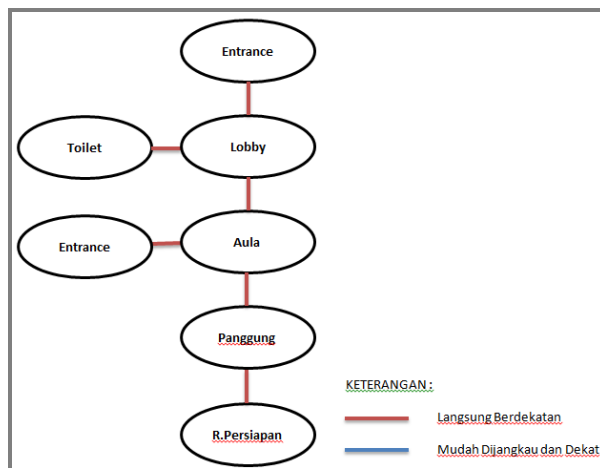 Entrance
Toilet
Lobby
Entrance
Aula
Panggung
R.Persiapan
KETERANGAN :
Langsung Berdekatan
Mudah Dijangkau dan Dekat